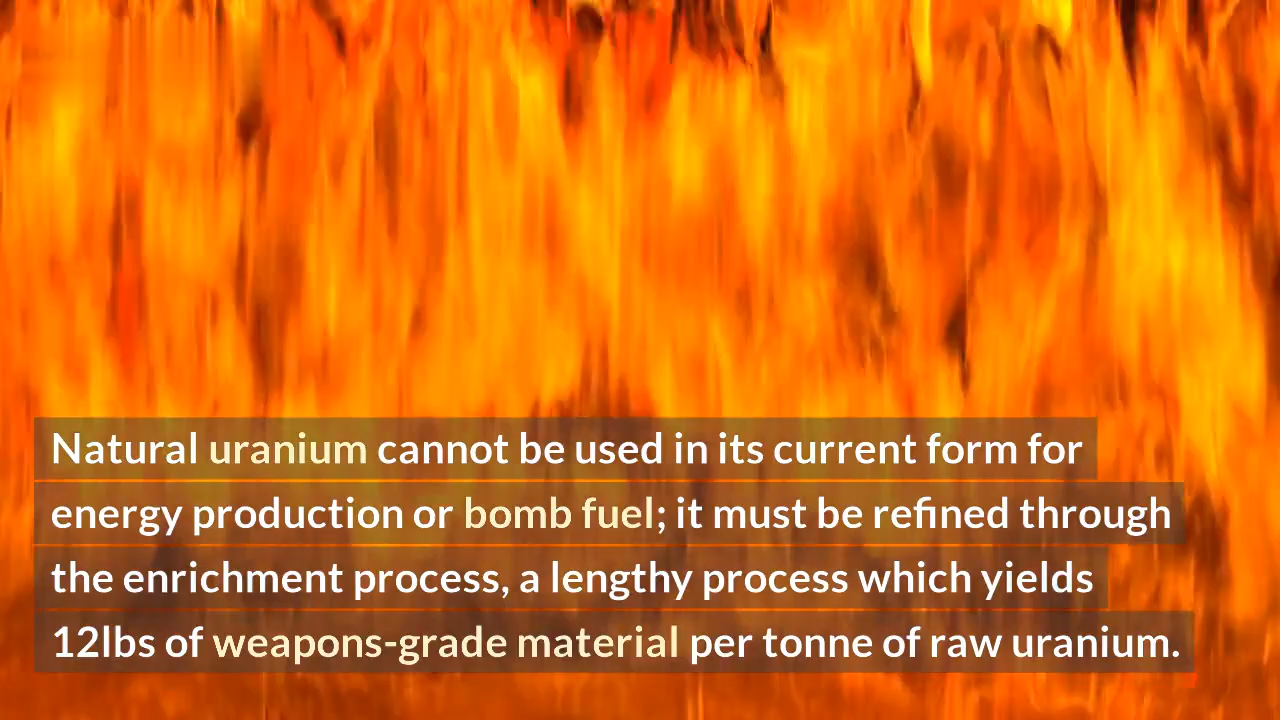 Natural uranium cannot be used in its current form for
energy production or bomb fuel; it must be refined through
the enrichment process, a lengthy process which yields
12lbs of weapons-grade material per tonne of raw uranium.